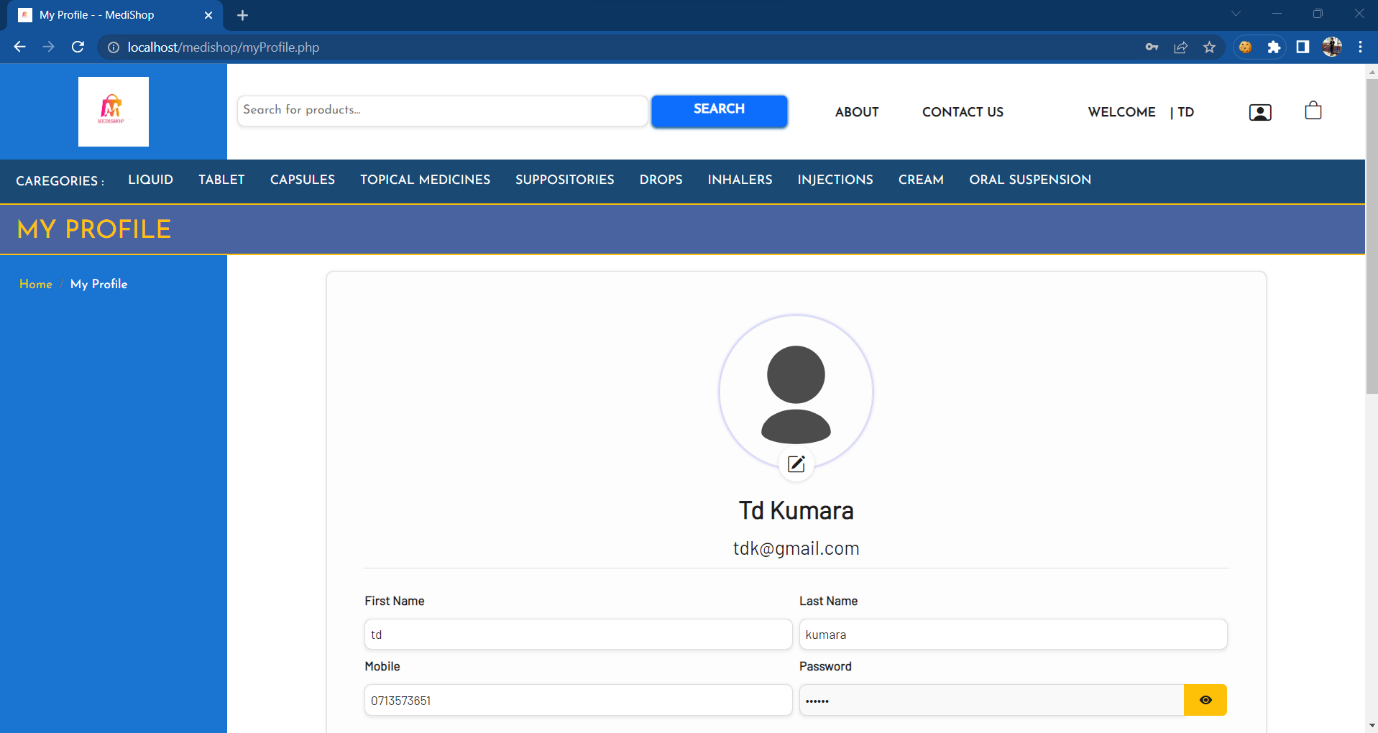 My Profile - - MediShop
localhost/medishop/myProfile.php
MEDISHOP
Search for products...
SEARCH
ABOUT
CONTACT US
WELCOME | TD
CAREGORIES :
LIQUID
TABLET
CAPSULES
TOPICAL MEDICINES
SUPPOSITORIES
DROPS
INHALERS
INJECTIONS
CREAM
ORAL SUSPENSION
MY PROFILE
Home / My Profile
Td Kumara
tdk@gmail.com
First Name
Last Name
td
kumara
Mobile
Password
0713573651
••••••